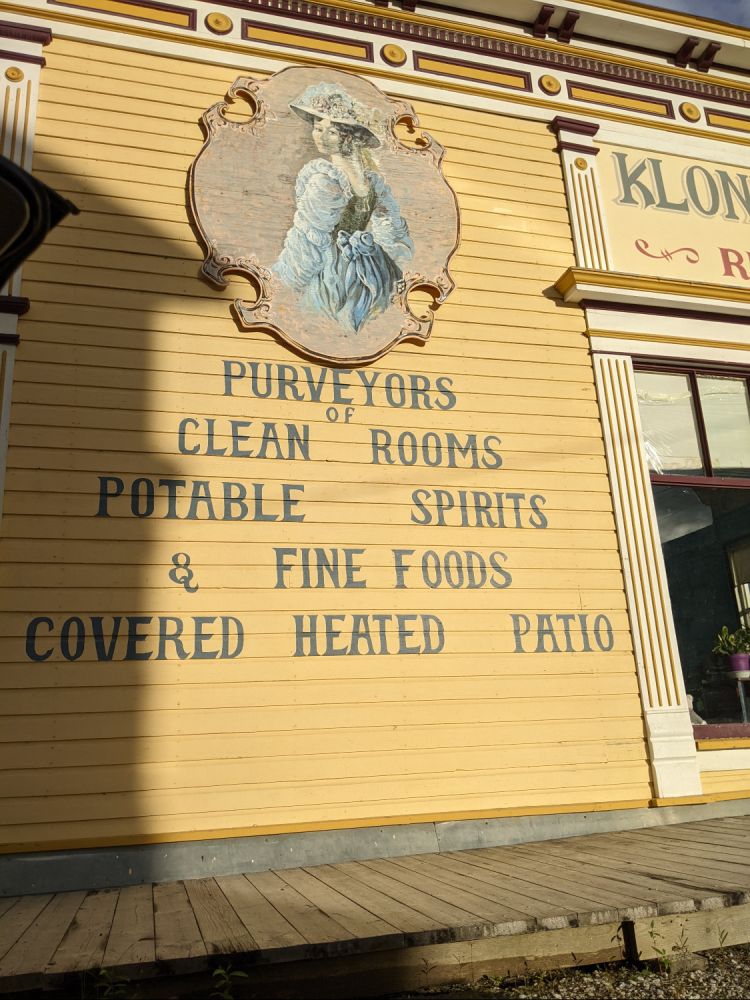 PURVEYORS
OF
CLEAN ROOMS
POTABLE SPIRITS
& FINE FOODS
COVERED HEATED PATIO